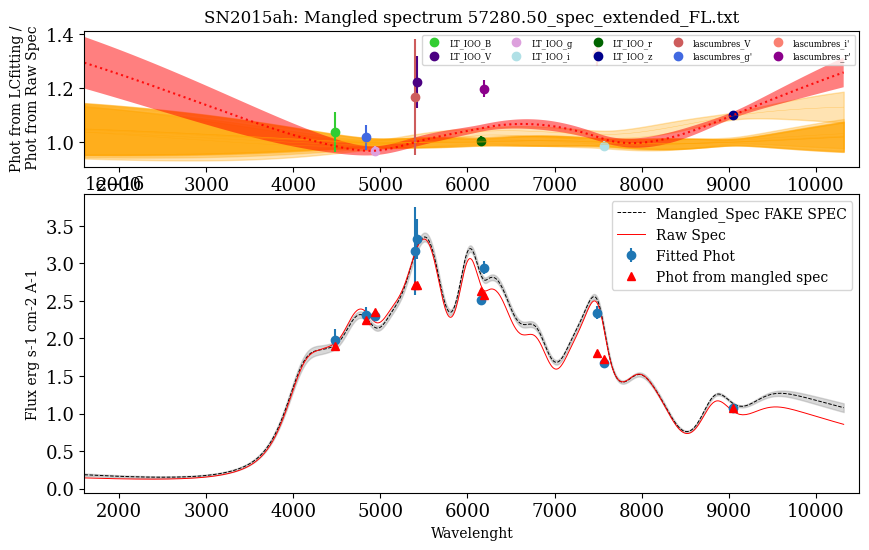 SN2015ah: Mangled spectrum 57280.50_spec_extended_FL.txt
Phot from LCfitting /
Phot from Raw Spec
1.4
1.2
1.0
LT_IOO_B LT_IOO_g LT_IOO_r lascumbres_V lascumbres_i'
LT_IOO_V LT_IOO_i LT_IOO_z lascumbres_g' lascumbres_r'
2000 3000 4000 5000 6000 7000 8000 9000 10000
1e−16
Flux erg s-1 cm-2 A-1
3.5
3.0
2.5
2.0
1.5
1.0
0.5
0.0
Mangled_Spec FAKE SPEC
Raw Spec
Fitted Phot
Phot from mangled spec
2000 3000 4000 5000 6000 7000 8000 9000 10000
Wavelenght